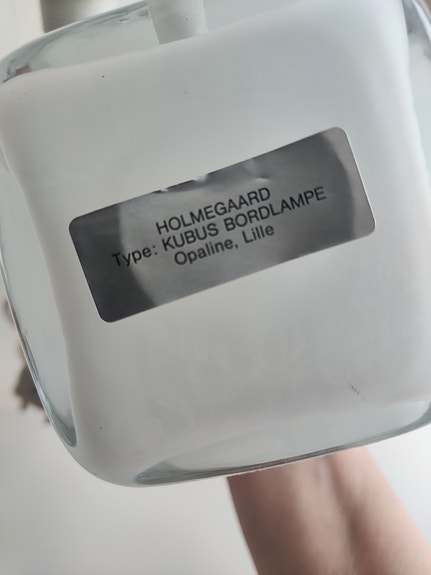 HOLMEGAARD
Type: KUBUS BORDLAMPE
Opaline, Lille